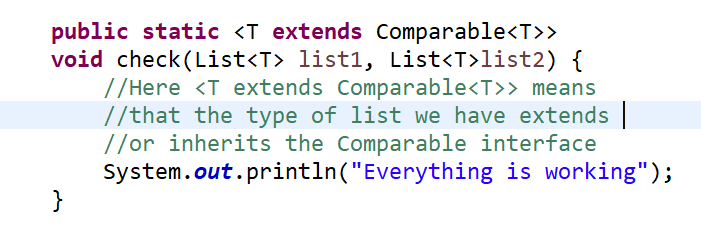 public static <T extends Comparable<T>>
void check(List<T> list1, List<T>list2) {
//Here <T extends Comparable<T>> means
//that the type of list we have extends
//or inherits the Comparable interface
System.out.println("Everything is working");
}